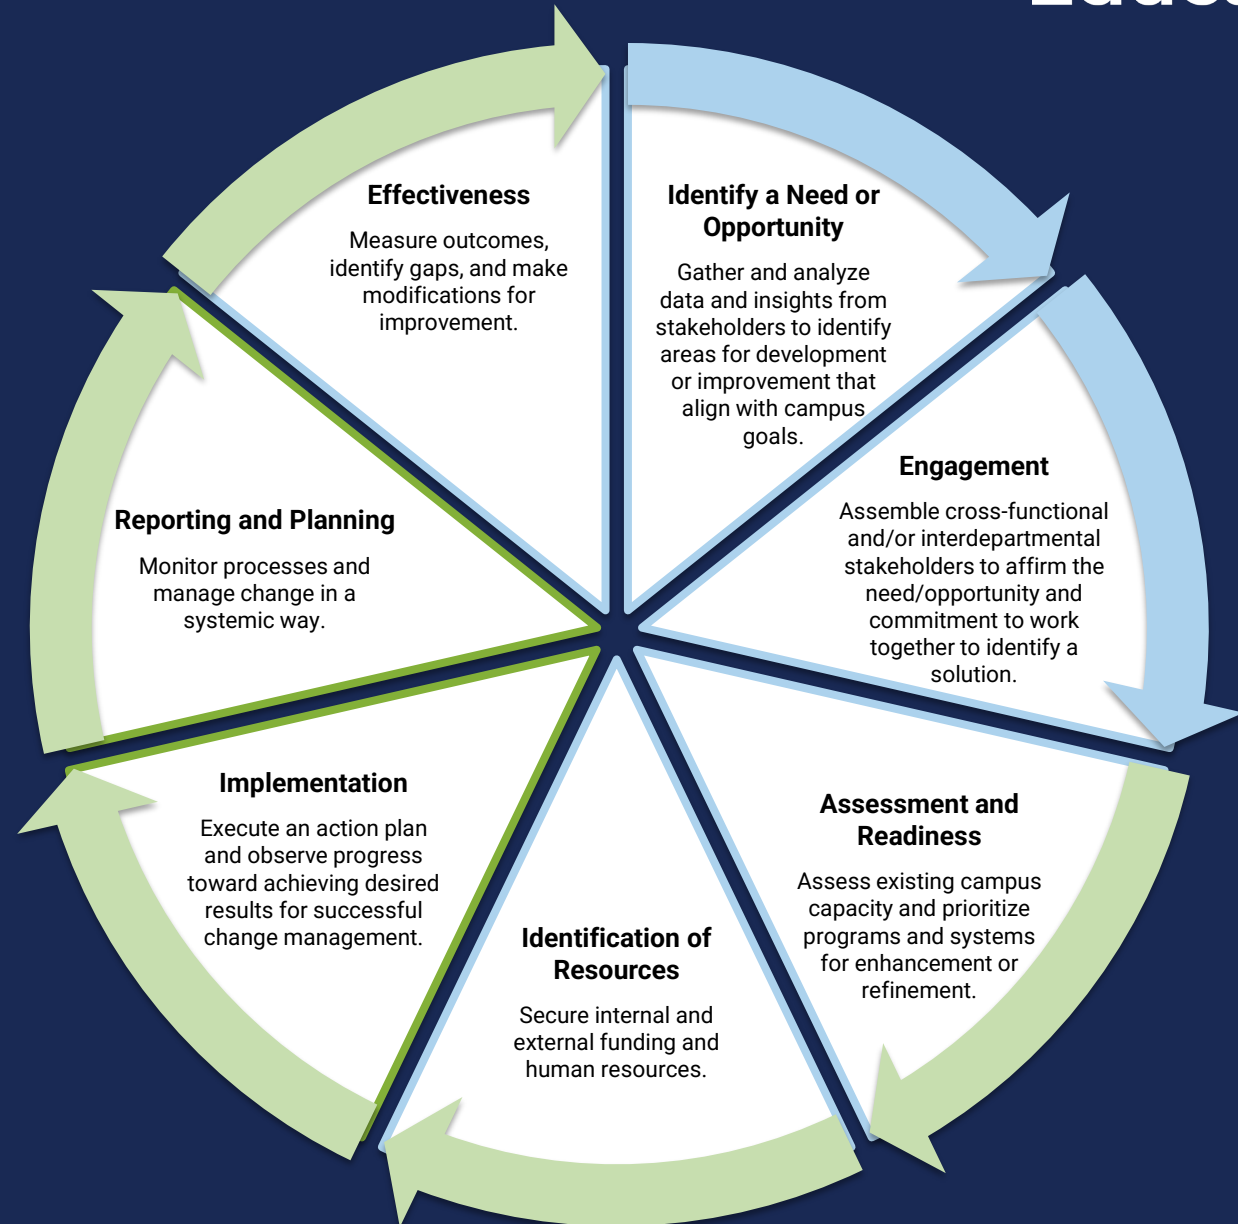 Identify a Need or
Opportunity
Gather and analyze
data and insights from
stakeholders to identify
areas for development
or improvement that
align with campus
goals.
Engagement
Assemble cross-functional
and/or interdepartmental
stakeholders to affirm the
need/opportunity and
commitment to work
together to identify a
solution.
Assessment and
Readiness
Assess existing campus
capacity and prioritize
programs and systems
for enhancement or
refinement.
Identification of
Resources
Secure internal and
external funding and
human resources.
Implementation
Execute an action plan
and observe progress
toward achieving desired
results for successful
change management.
Reporting and Planning
Monitor processes and
manage change in a
systemic way.
Effectiveness
Measure outcomes,
identify gaps, and make
modifications for
improvement.